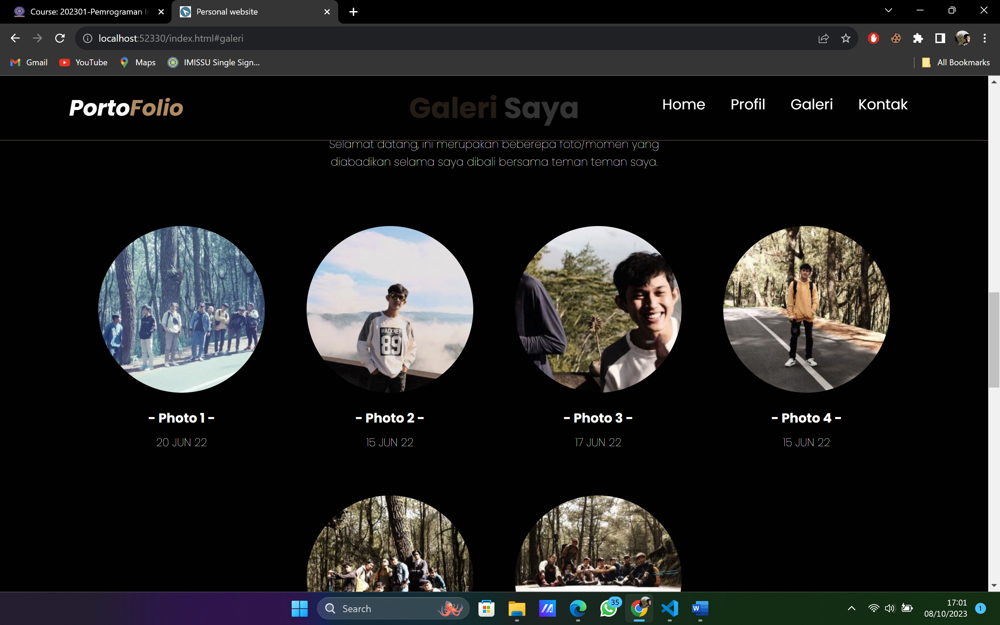 Course: 202301-Pemrograman I
Personal website
localhost:52330/index.html#galeri
Gmail
YouTube
Maps
IMISSU Single Sign...
All Bookmarks
PortoFolio
Galeri Saya
Home
Profil
Galeri
Kontak
Selamat datang, ini merupakan beberepa foto/momen yang
diabadikan selama saya dibali bersama teman teman saya.
HACKNEY
89
- Photo 1 -
- Photo 2 -
- Photo 3 -
- Photo 4 -
20 JUN 22
15 JUN 22
17 JUN 22
15 JUN 22
Search
35
W
17:01
08/10/2023
1